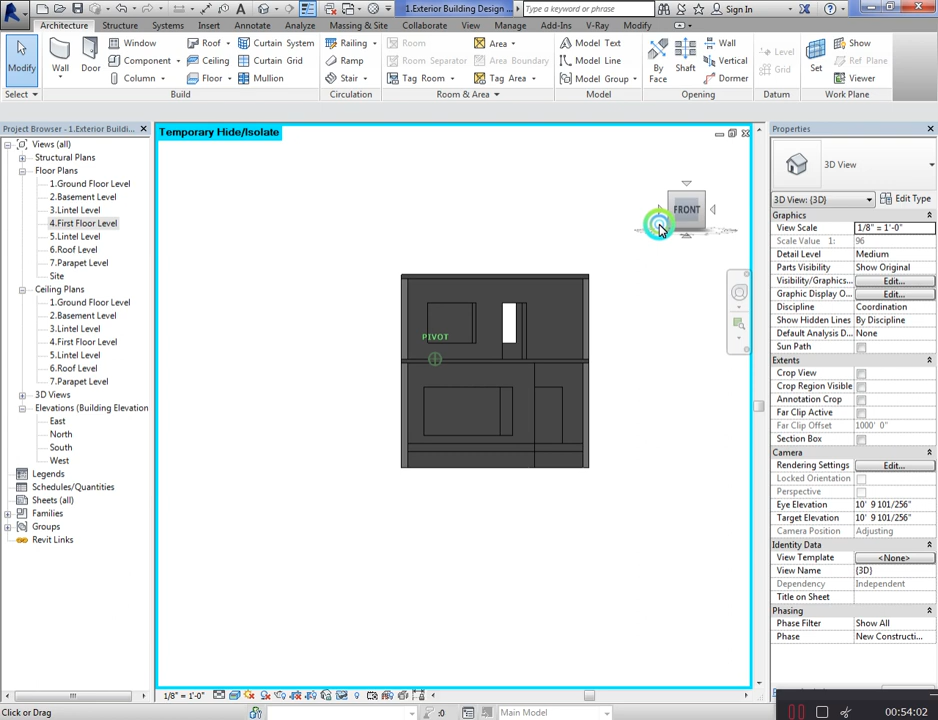 1.Exterior Building Design ...
Type a keyword or phrase
Sign In
Architecture
Structure
Systems
Insert
Annotate
Analyze
Massing & Site
Collaborate
View
Manage
Add-Ins
V-Ray
Modify
Modify
Wall
Door
Window
Component
Column
Roof
Ceiling
Floor
Curtain System
Curtain Grid
Mullion
Railing
Ramp
Stair
Model Text
Model Line
Model Group
Room
Room Separator
Tag Room
Area
Area Boundary
Tag Area
By Face
Shaft
Wall
Vertical
Dormer
Level
Grid
Set
Show
Ref Plane
Viewer
Select
Build
Circulation
Model
Room & Area
Opening
Datum
Work Plane
Project Browser - 1.Exterior Buildi...
Views (all)
Structural Plans
Floor Plans
1.Ground Floor Level
2.Basement Level
3.Lintel Level
4.First Floor Level
5.Lintel Level
6.Roof Level
7.Parapet Level
Site
Ceiling Plans
1.Ground Floor Level
2.Basement Level
3.Lintel Level
4.First Floor Level
5.Lintel Level
6.Roof Level
7.Parapet Level
3D Views
Elevations (Building Elevation
East
North
South
West
Legends
Schedules/Quantities
Sheets (all)
Families
Groups
Revit Links
Temporary Hide/Isolate
FRONT
PIVOT
Properties
3D View
3D View: {3D}
Edit Type
Graphics
View Scale 1/8" = 1'-0"
Scale Value 1: 96
Detail Level Medium
Parts Visibility Show Original
Visibility/Graphics... Edit...
Graphic Display O... Edit...
Discipline Coordination
Show Hidden Lines By Discipline
Default Analysis D... None
Sun Path
Extents
Crop View
Crop Region Visible
Annotation Crop
Far Clip Active
Far Clip Offset 1000' 0"
Section Box
Camera
Rendering Settings Edit...
Locked Orientation
Perspective
Eye Elevation 10' 9 101/256"
Target Elevation 10' 9 101/256"
Camera Position Adjusting
Identity Data
View Template <None>
View Name {3D}
Dependency Independent
Title on Sheet
Phasing
Phase Filter Show All
Phase New Constructi...
1/8" = 1'-0"
Click or Drag
:0
Main Model
00:54:02